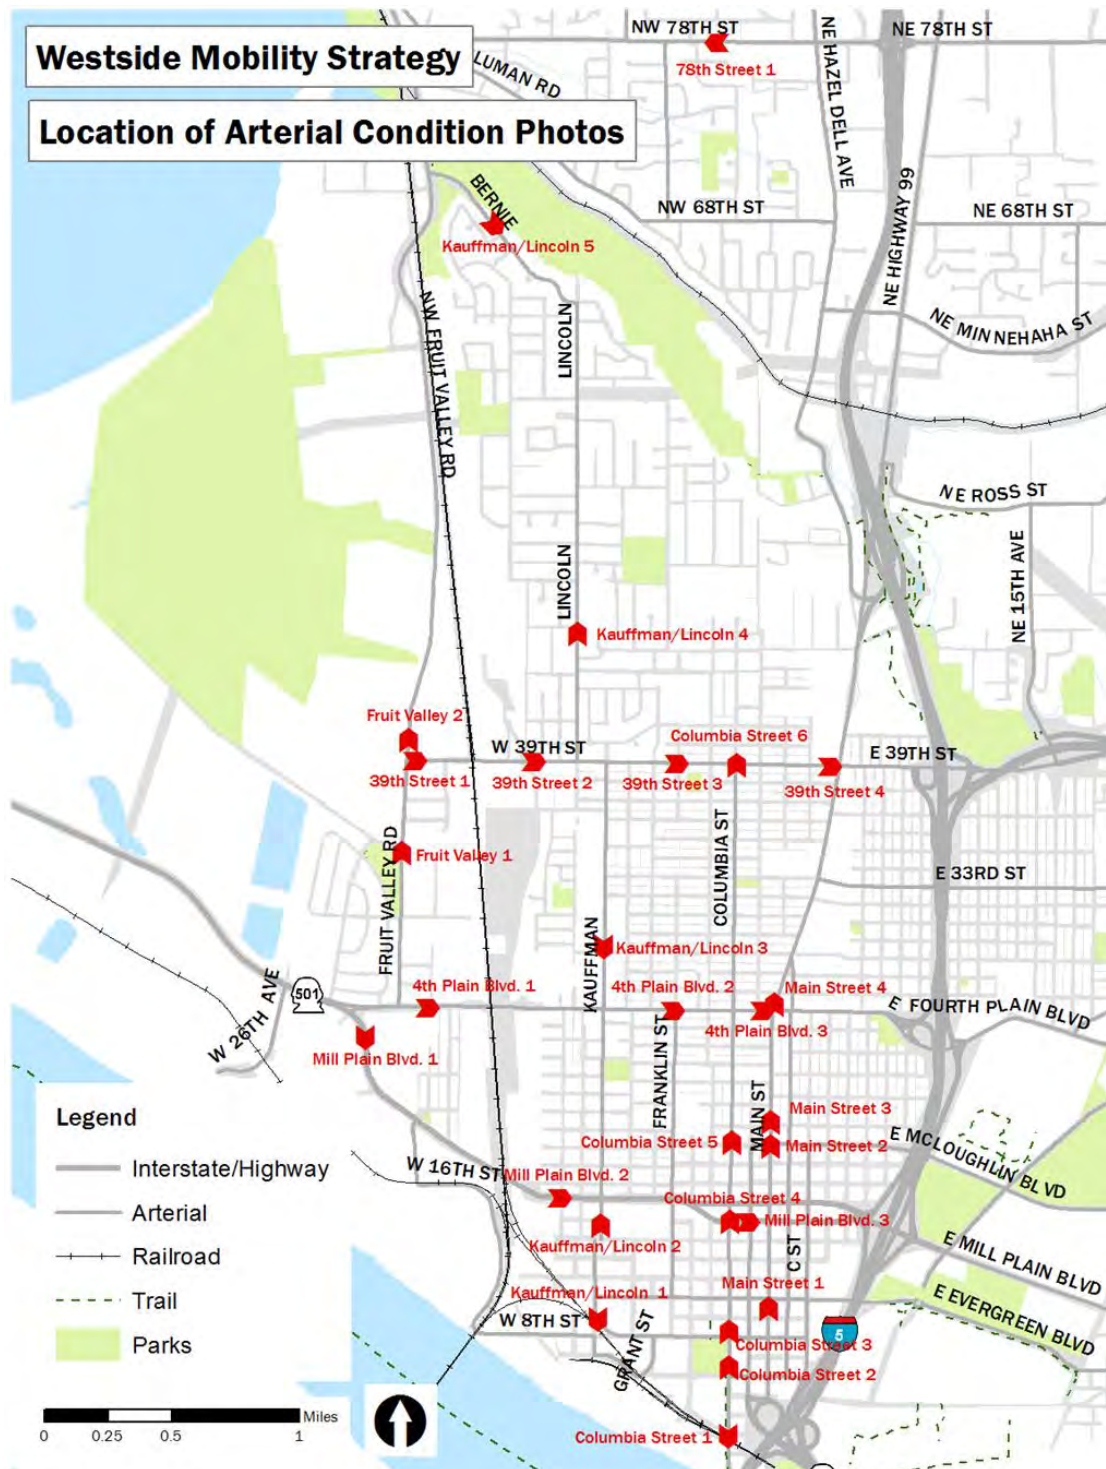 Westside Mobility Strategy
Location of Arterial Condition Photos
NW 78TH ST
NE 78TH ST
78th Street 1
LUMAN RD
NE HAZEL DELL AVE
NE HIGHWAY 99
BERNIE
Kauffman/Lincoln 5
NW 68TH ST
NE 68TH ST
NE MINNEHAHA ST
NW FRUIT VALLEY RD
LINCOLN
NE ROSS ST
NE 15TH AVE
LINCOLN
Kauffman/Lincoln 4
Fruit Valley 2
W 39TH ST
Columbia Street 6
E 39TH ST
39th Street 1
39th Street 2
39th Street 3
39th Street 4
FRUIT VALLEY RD
Fruit Valley 1
COLUMBIA ST
E 33RD ST
KAUFFMAN
Kauffman/Lincoln 3
W 26TH AVE
501
4th Plain Blvd. 1
4th Plain Blvd. 2
Main Street 4
E FOURTH PLAIN BLVD
4th Plain Blvd. 3
Mill Plain Blvd. 1
FRANKLIN ST
MAIN ST
Main Street 3
Columbia Street 5
Main Street 2
E MCLOUGHLIN BLVD
W 16TH ST
Mill Plain Blvd. 2
Columbia Street 4
Mill Plain Blvd. 3
Kauffman/Lincoln 2
C ST
E MILL PLAIN BLVD
Main Street 1
Kauffman/Lincoln 1
E EVERGREEN BLVD
W 8TH ST
GRANT ST
5
Columbia Street 3
Columbia Street 2
Columbia Street 1
Legend
Interstate/Highway
Arterial
Railroad
Trail
Parks
Miles
0 0.25 0.5 1